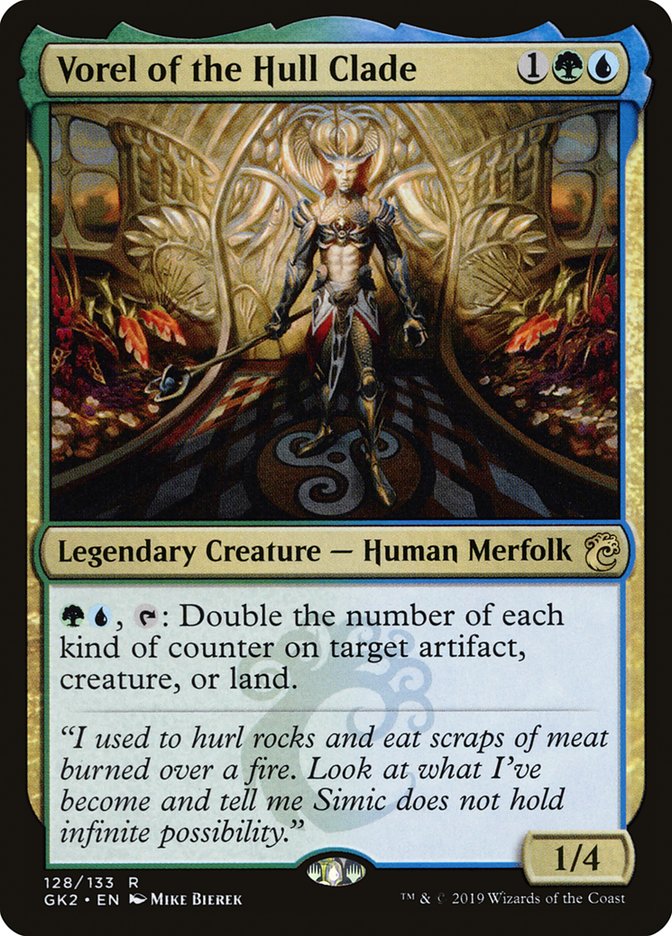 Vorel of the Hull Clade 1
Legendary Creature — Human Merfolk
, : Double the number of each
kind of counter on target artifact,
creature, or land.
“I used to hurl rocks and eat scraps of meat
burned over a fire. Look at what I’ve
become and tell me Simic does not hold
infinite possibility.”
1/4
128/133 R
GK2 • EN Mike Bierek
™ & © 2019 Wizards of the Coast